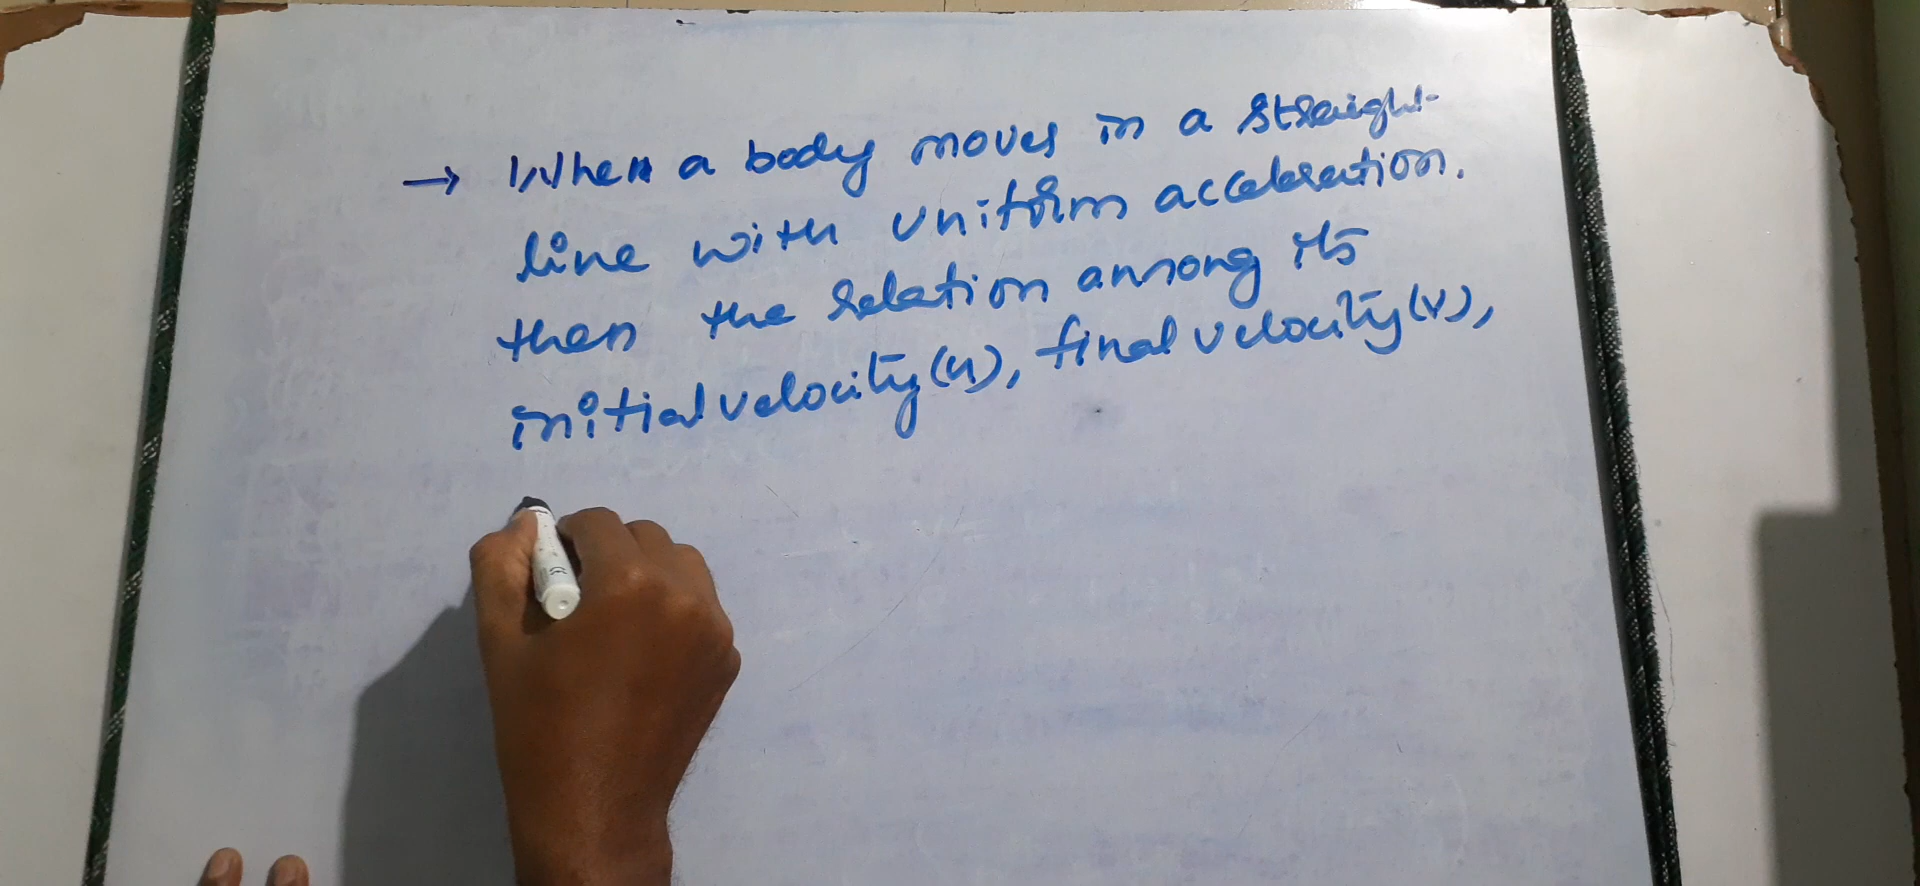 → When a body moves in a straight-
line with uniform acceleration.
then the relation among its
initial velocity (u), final velocity (v),